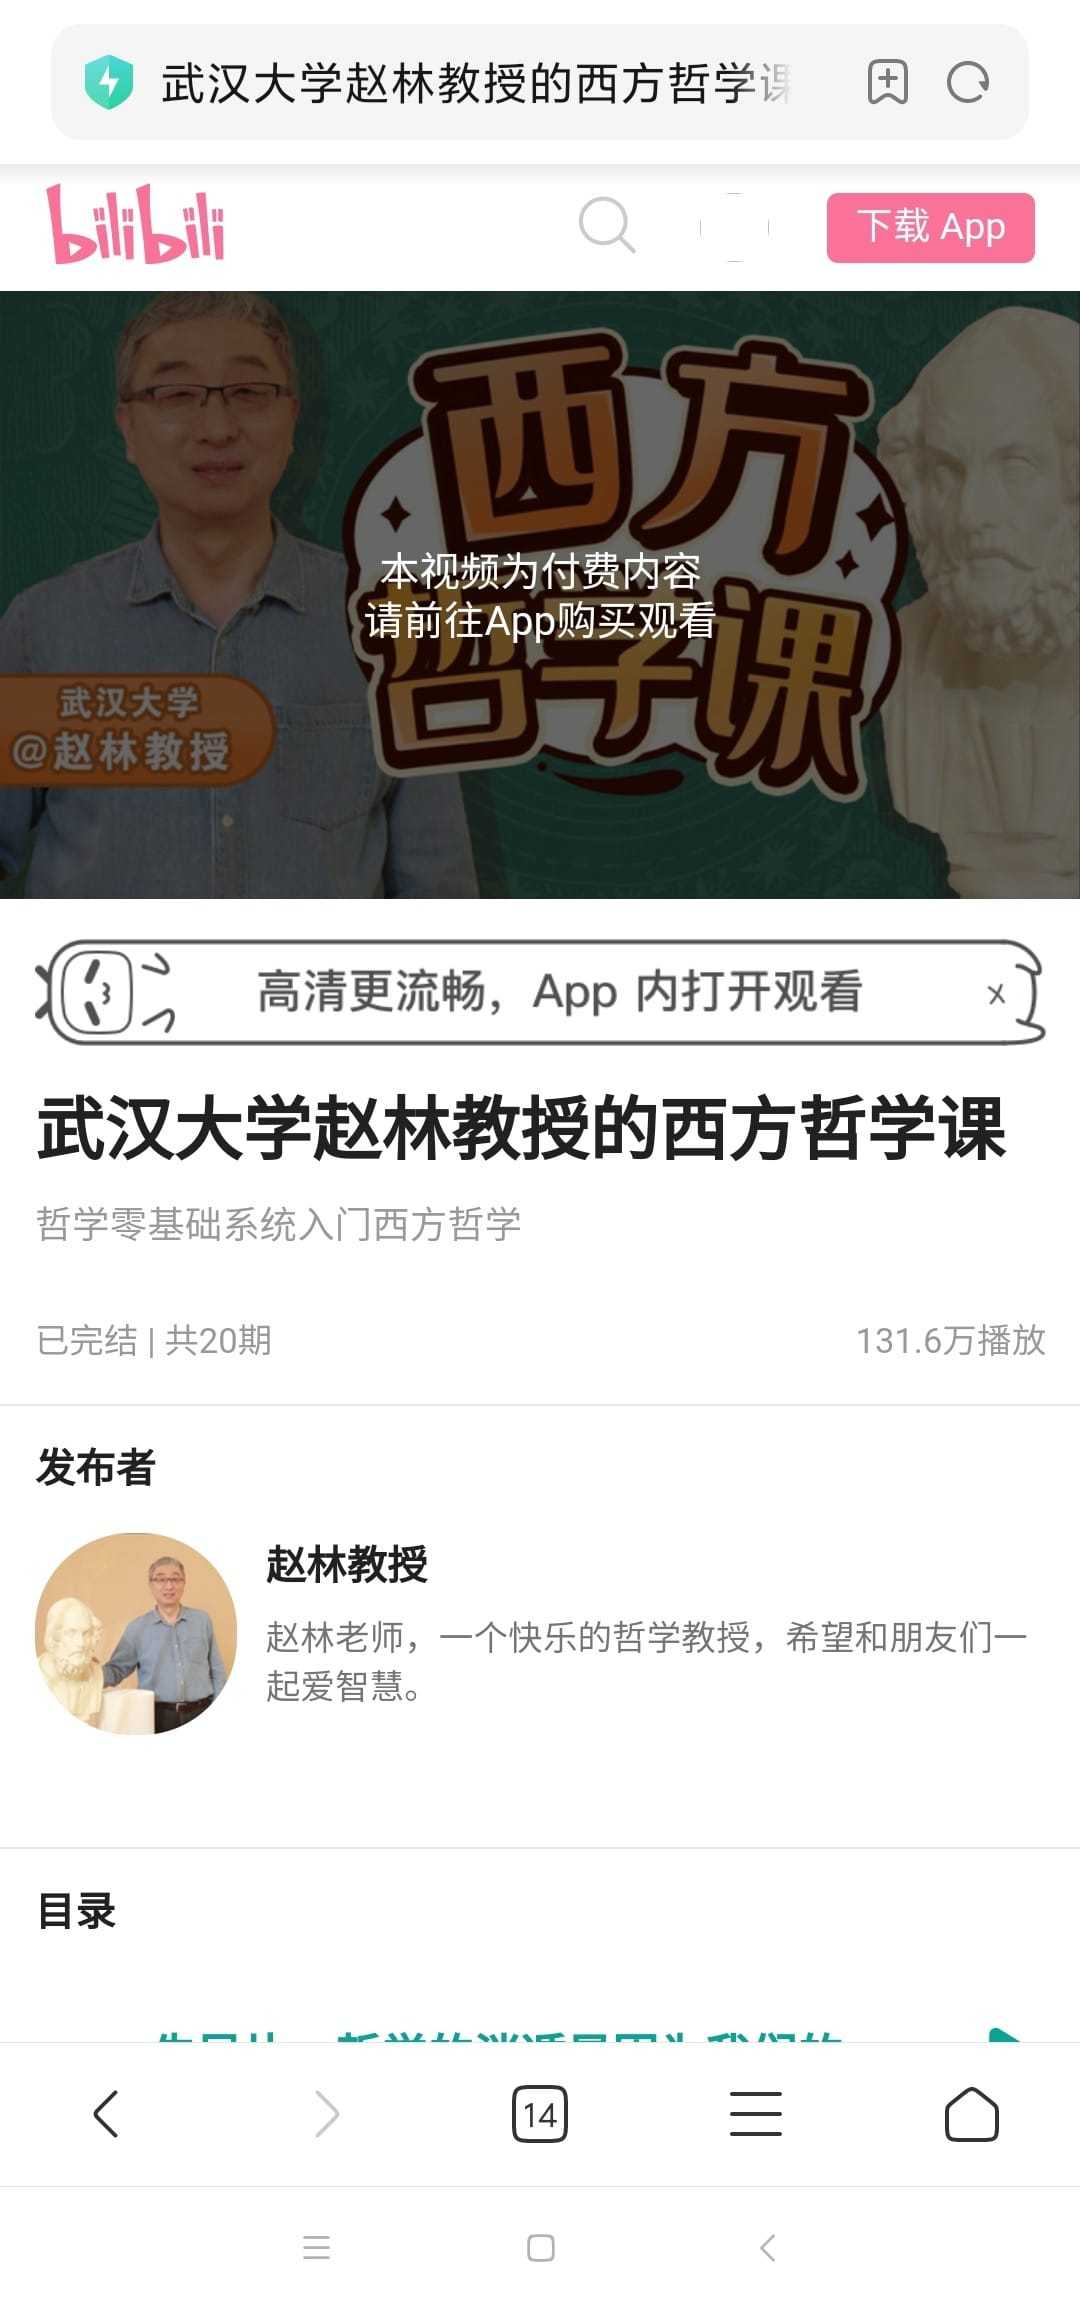 武汉大学赵林教授的西方哲学课
bilibili
下载 App
西方
哲学课
本视频为付费内容
请前往App购买观看
武汉大学
@赵林教授
高清更流畅，App 内打开观看
武汉大学赵林教授的西方哲学课
哲学零基础系统入门西方哲学
已完结 | 共20期
131.6万播放
发布者
赵林教授
赵林老师，一个快乐的哲学教授，希望和朋友们一
起爱智慧。
目录
14